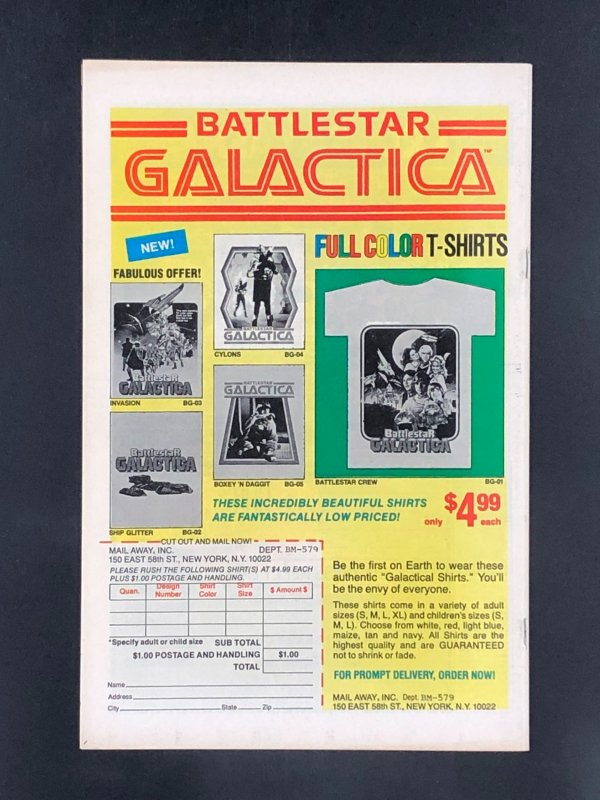 BATTLESTAR
GALACTICA™
NEW!
FABULOUS OFFER!
FULL COLOR T-SHIRTS
BATTLESTAR
GALACTICA
CYLONS BG-04
BattlestaR
GALACTICA
INVASION BG-03
BATTLESTAR
GALACTICA
BOXEY 'N DAGGIT BG-05
BattlestaR
GALACTICA
SHIP GLITTER BG-02
BattlestaR
GALACTICA
BATTLESTAR CREW BG-01
THESE INCREDIBLY BEAUTIFUL SHIRTS
ARE FANTASTICALLY LOW PRICED!
only $4.99 each
CUT OUT AND MAIL NOW!
MAIL AWAY, INC. DEPT. BM-579
150 EAST 58th ST., NEW YORK, N.Y. 10022
PLEASE RUSH THE FOLLOWING SHIRT(S) AT $4.99 EACH
PLUS $1.00 POSTAGE AND HANDLING.
Quan. Design Number Shirt Color Shirt Size $ Amount $
*Specify adult or child size SUB TOTAL
$1.00 POSTAGE AND HANDLING $1.00
TOTAL
Name
Address
City State Zip
Be the first on Earth to wear these
authentic "Galactical Shirts." You'll
be the envy of everyone.
These shirts come in a variety of adult
sizes (S, M, L, XL) and children's sizes (S,
M, L). Choose from white, red, light blue,
maize, tan and navy. All Shirts are the
highest quality and are GUARANTEED
not to shrink or fade.
FOR PROMPT DELIVERY, ORDER NOW!
MAIL AWAY, INC. Dept. BM-579
150 EAST 58th ST., NEW YORK, N.Y. 10022